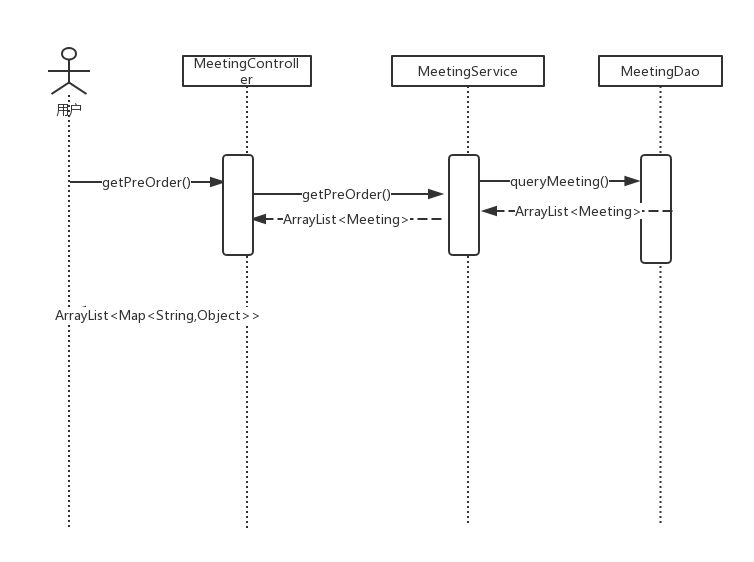 MeetingControll
er
MeetingService
MeetingDao
用户
getPreOrder()
getPreOrder()
queryMeeting()
ArrayList<Meeting>
ArrayList<Meeting>
ArrayList<Map<String,Object>>